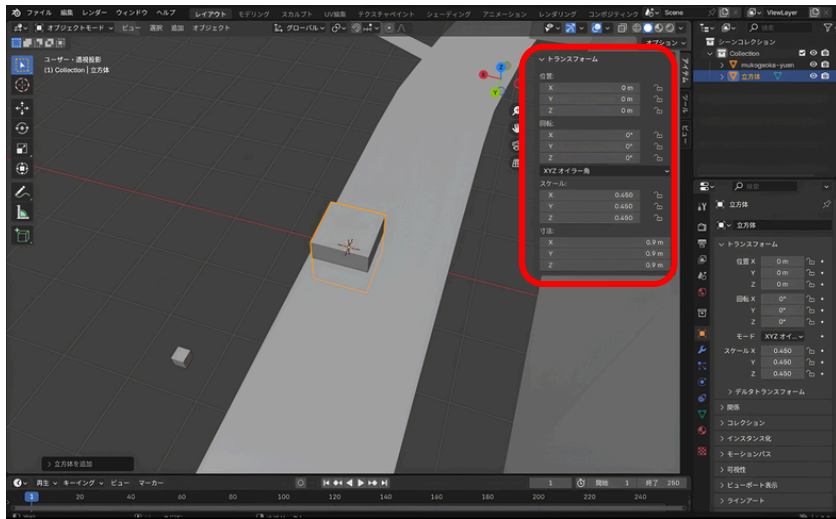 ファイル 編集 レンダー ウィンドウ ヘルプ レイアウト モデリング スカルプト UV編集 テクスチャペイント シェーディング アニメーション レンダリング コンポジティング Scene ViewLayer
オブジェクトモード ビュー 選択 追加 オブジェクト グローバル
オプション
ユーザー・透視投影
(1) Collection | 立方体
トランスフォーム
位置:
X 0 m
Y 0 m
Z 0 m
回転:
X 0°
Y 0°
Z 0°
XYZ オイラー角
スケール:
X 0.450
Y 0.450
Z 0.450
寸法:
X 0.9 m
Y 0.9 m
Z 0.9 m
アイテム
ツール
ビュー
X
Z
Y
立方体を追加
シーンコレクション
Collection
mukogaoka-yuen
立方体
立方体
立方体
トランスフォーム
位置 X 0 m
Y 0 m
Z 0 m
回転 X 0°
Y 0°
Z 0°
モード XYZ オイ...
スケール X 0.450
Y 0.450
Z 0.450
デルタトランスフォーム
関係
コレクション
インスタンス化
モーションパス
可視性
ビューポート表示
ラインアート
再生 キーイング ビュー マーカー 1 開始 1 終了 250
1 20 40 60 80 100 120 140 160 180 200 220 240